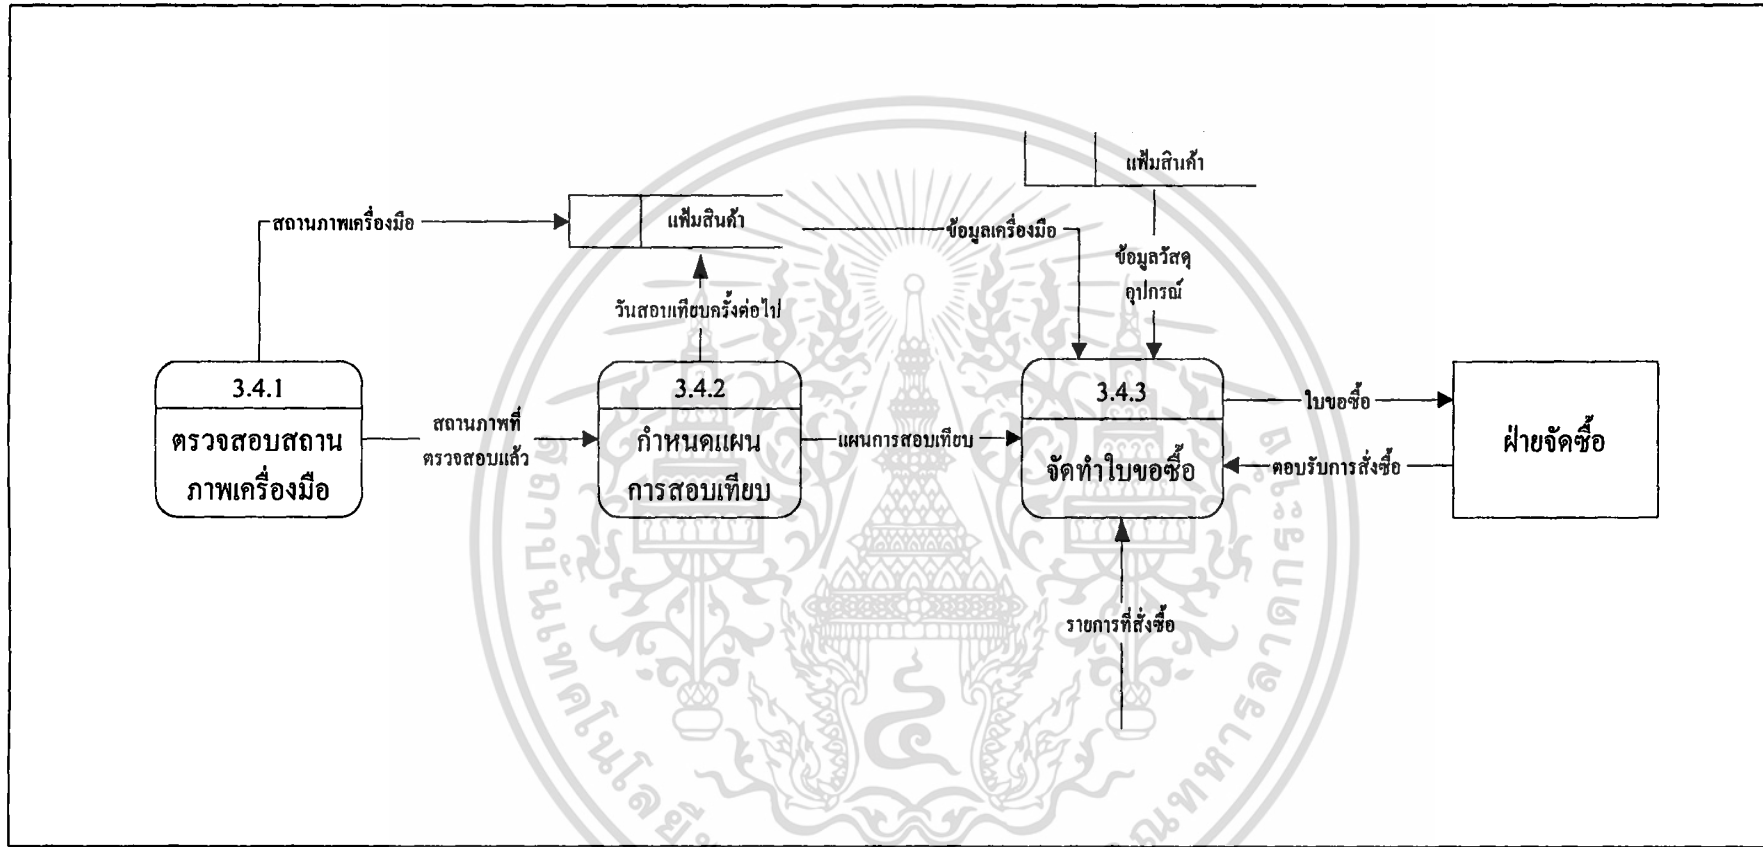 แฟ้มสินค้า
สถานภาพเครื่องมือ
แฟ้มสินค้า
ข้อมูลเครื่องมือ
ข้อมูลวัสดุ
อุปกรณ์
วันสอบเทียบครั้งต่อไป
3.4.1
ตรวจสอบสถาน
ภาพเครื่องมือ
สถานภาพที่
ตรวจสอบแล้ว
3.4.2
กำหนดแผน
การสอบเทียบ
แผนการสอบเทียบ
3.4.3
จัดทำใบขอซื้อ
ใบขอซื้อ
ตอบรับการสั่งซื้อ
ฝ่ายจัดซื้อ
รายการที่สั่งซื้อ